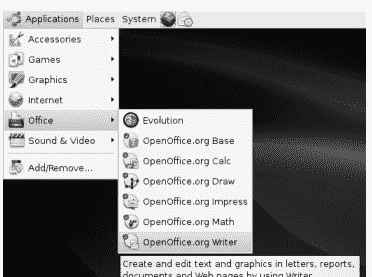 Applications Places System
Accessories
Games
Graphics
Internet
Office
Sound & Video
Add/Remove...
Evolution
OpenOffice.org Base
OpenOffice.org Calc
OpenOffice.org Draw
OpenOffice.org Impress
OpenOffice.org Math
OpenOffice.org Writer
Create and edit text and graphics in letters, reports,
documents and Web pages by using Writer.